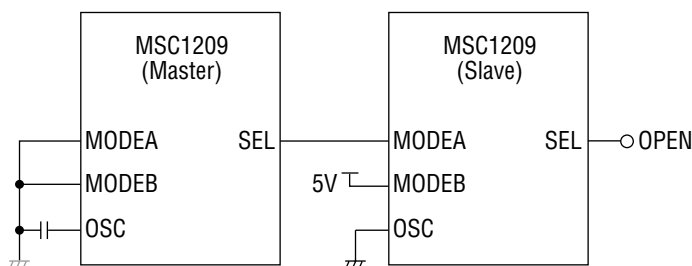 MSC1209
(Master)
MODEA
SEL
MODEB
OSC
MSC1209
(Slave)
MODEA
SEL
OPEN
5V
MODEB
OSC